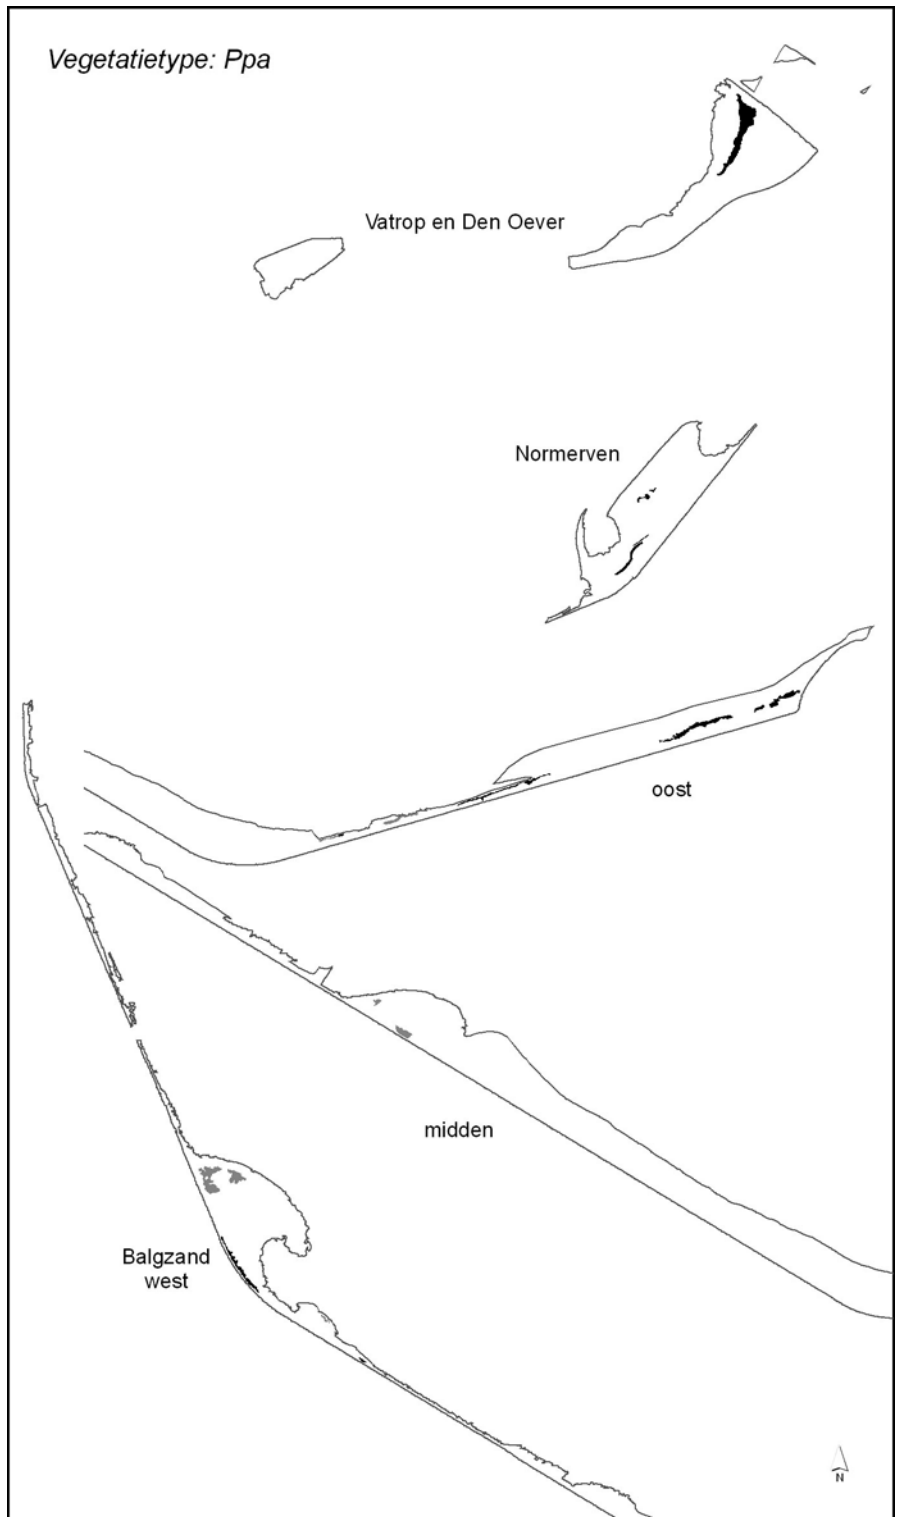 Vegetatietype: Ppa
Vatrop en Den Oever
Normerven
oost
midden
Balgzand
west
N